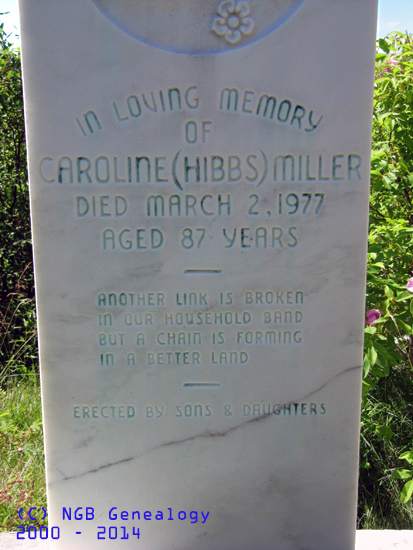 IN LOVING MEMORY
OF
CAROLINE (HIBBS) MILLER
DIED MARCH 2, 1977
AGED 87 YEARS
ANOTHER LINK IS BROKEN
IN OUR HOUSEHOLD BAND
BUT A CHAIN IS FORMING
IN A BETTER LAND
ERECTED BY SONS & DAUGHTERS
(C) NGB Genealogy
2000 - 2014